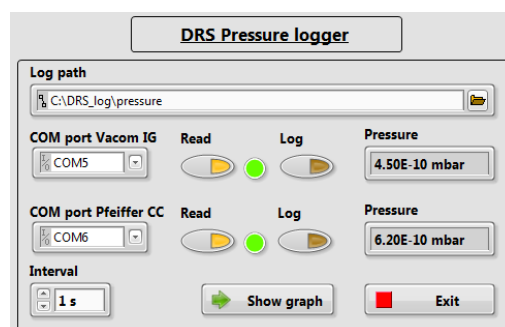 DRS Pressure logger
Log path
C:\DRS_log\pressure
COM port Vacom IG Read Log Pressure
COM5 4.50E-10 mbar
COM port Pfeiffer CC Read Log Pressure
COM6 6.20E-10 mbar
Interval
1 s Show graph Exit